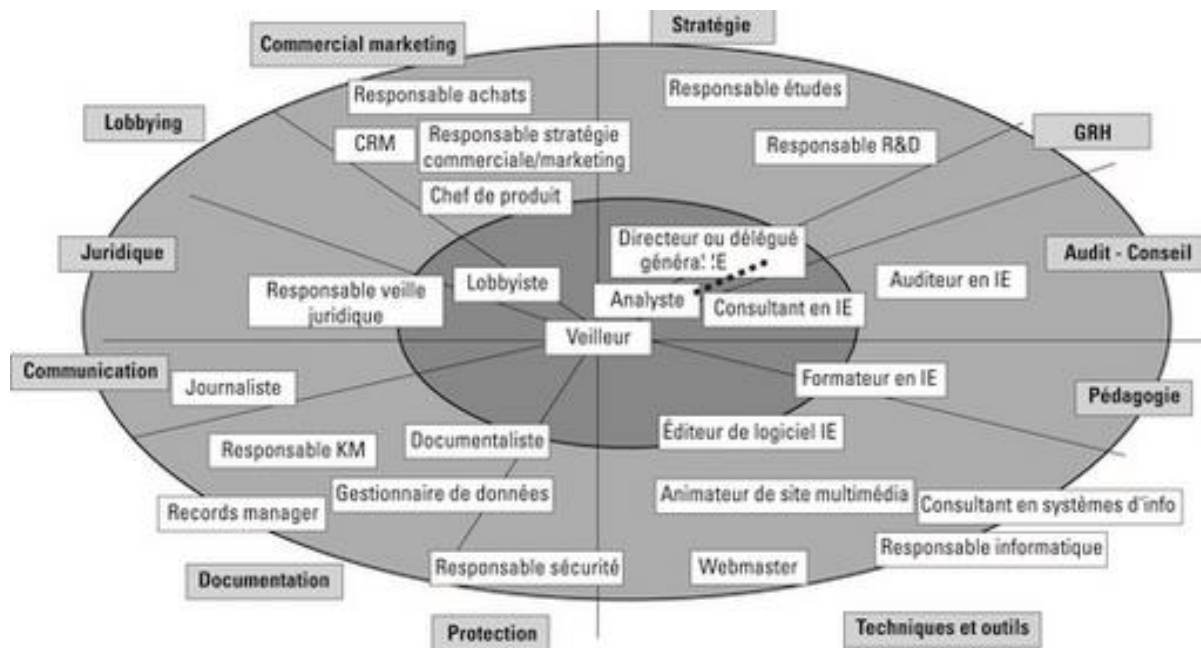 Stratégie
Commercial marketing
Responsable études
Responsable achats
Lobbying
GRH
CRM
Responsable stratégie
commerciale/marketing
Responsable R&D
Chef de produit
Juridique
Directeur ou délégué
Audit - Conseil
Lobbyiste
Auditeur en IE
Responsable veille
juridique
Analyste
Consultant en IE
Veilleur
Communication
Journaliste
Formateur en IE
Pédagogie
Documentaliste
Éditeur de logiciel IE
Responsable KM
Gestionnaire de données
Animateur de site multimédia
Records manager
Consultant en systèmes d'info
Responsable informatique
Responsable sécurité
Webmaster
Documentation
Protection
Techniques et outils